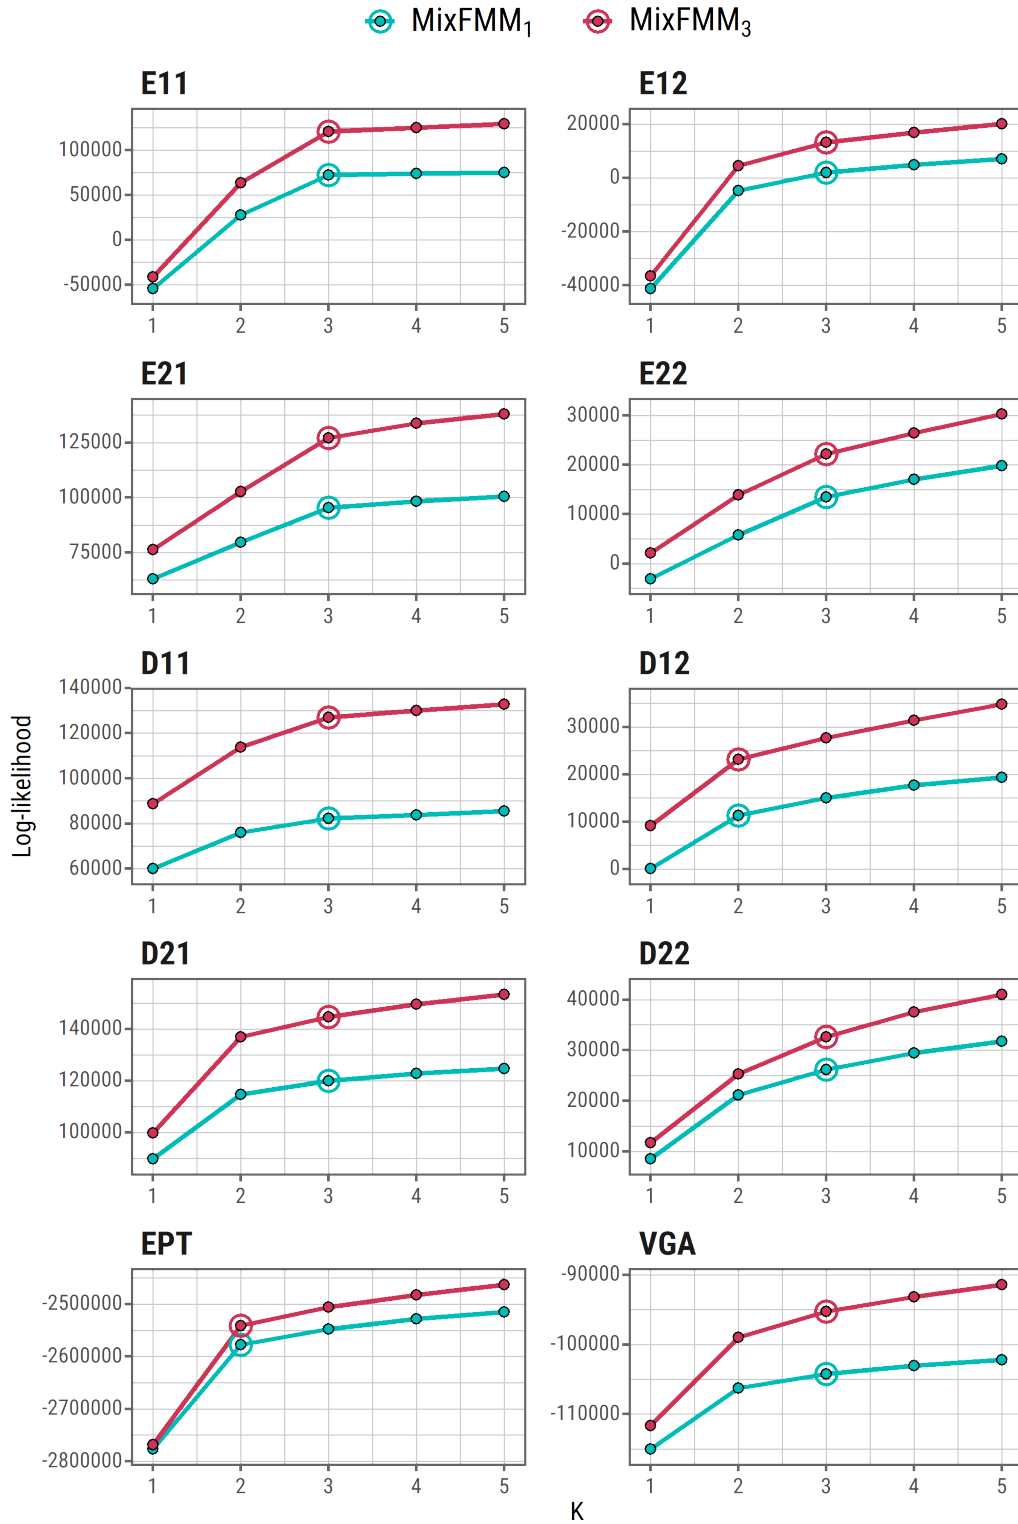 MixFMM1 MixFMM3
E11
100000
50000
0
-50000
1 2 3 4 5
E12
20000
0
-20000
-40000
1 2 3 4 5
E21
125000
100000
75000
1 2 3 4 5
E22
30000
20000
10000
0
1 2 3 4 5
D11
140000
120000
100000
80000
60000
1 2 3 4 5
D12
30000
20000
10000
0
1 2 3 4 5
D21
140000
120000
100000
1 2 3 4 5
D22
40000
30000
20000
10000
1 2 3 4 5
EPT
-2500000
-2600000
-2700000
-2800000
1 2 3 4 5
VGA
-90000
-100000
-110000
1 2 3 4 5
Log-likelihood
K